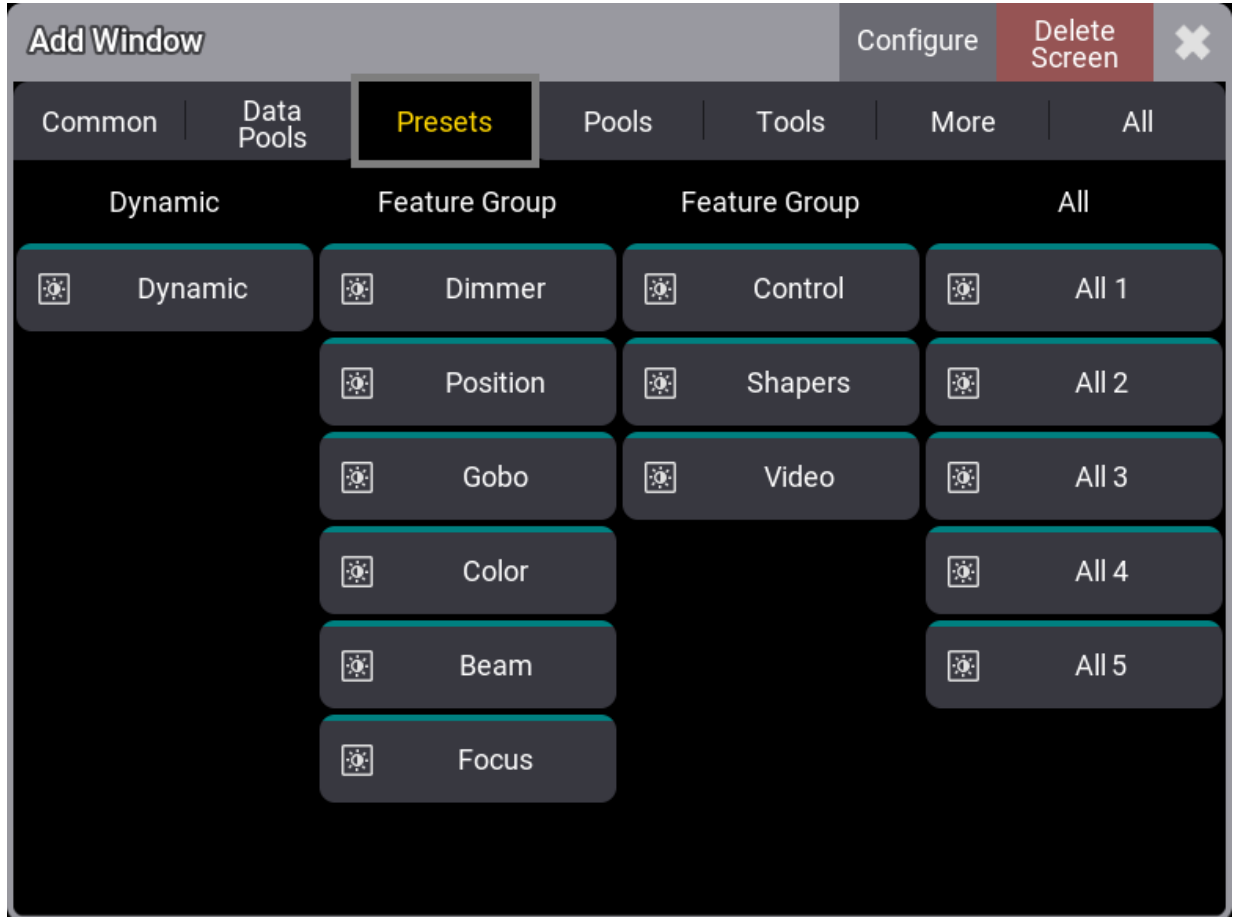 Add Window
Configure
Delete
Screen
Common
Data
Pools
Presets
Pools
Tools
More
All
Dynamic
Feature Group
Feature Group
All
Dynamic
Dimmer
Control
All 1
Position
Shapers
All 2
Gobo
Video
All 3
Color
All 4
Beam
All 5
Focus